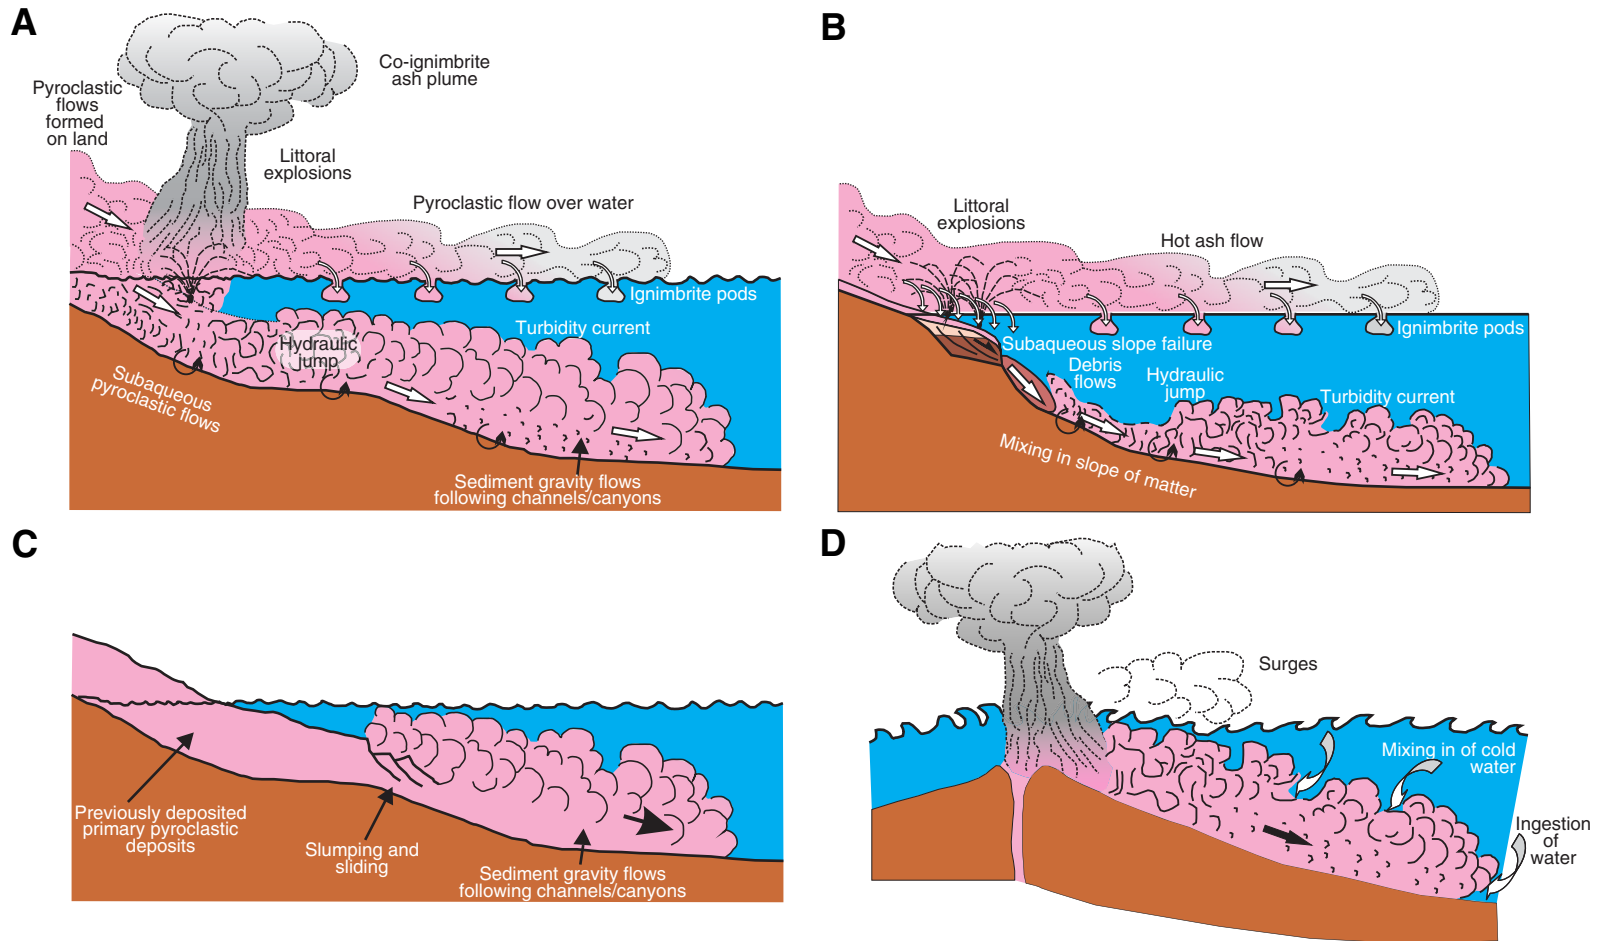 A
Co-ignimbrite
ash plume
Pyroclastic
flows
formed
on land
Littoral
explosions
Pyroclastic flow over water
Ignimbrite pods
Turbidity current
Hydraulic
jump
Subaqueous
pyroclastic flows
Sediment gravity flows
following channels/canyons
B
Littoral
explosions
Hot ash flow
Ignimbrite pods
Subaqueous slope failure
Debris
flows
Hydraulic
jump
Turbidity current
Mixing in slope of matter
C
Previously deposited
primary pyroclastic
deposits
Slumping and
sliding
Sediment gravity flows
following channels/canyons
D
Surges
Mixing in of cold
water
Ingestion
of
water